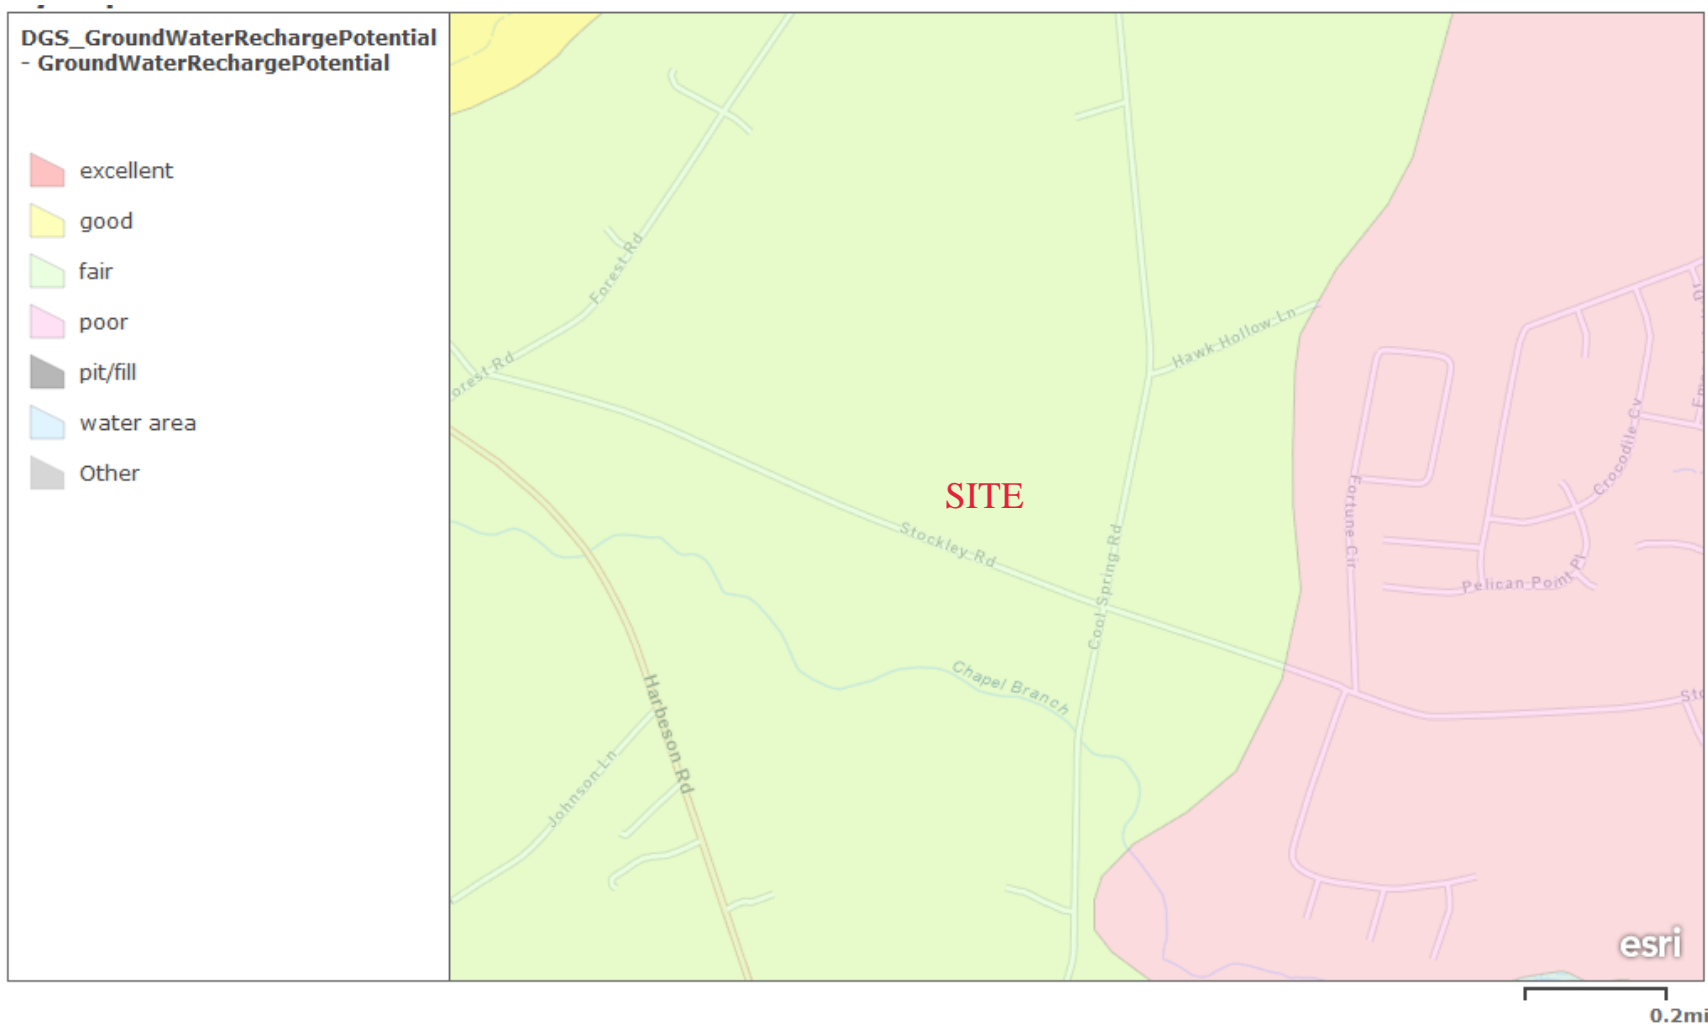 DGS_GroundWaterRechargePotential
- GroundWaterRechargePotential
excellent
good
fair
poor
pit/fill
water area
Other
Forest Rd
Hawk Hollow Ln
SITE
Stockley Rd
Cool Spring Rd
Chapel Branch
Harbeson Rd
Johnson Ln
Fortune Cir
Crocodile Cv
Pelican Point Pl
esri
0.2mi